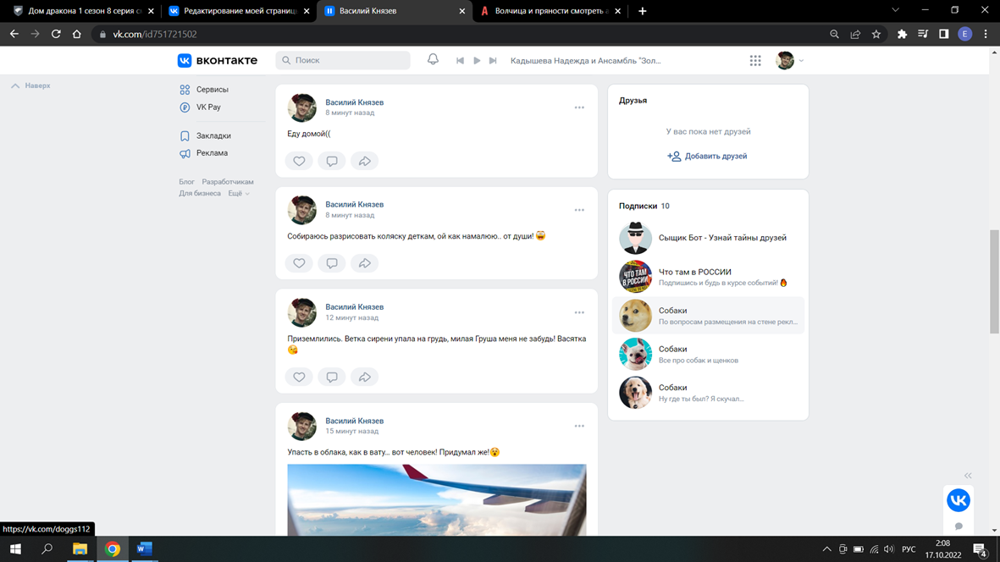 Дом дракона 1 сезон 8 серия с
Редактирование моей страниц
Василий Князев
Волчица и пряности смотреть а
vk.com/id751721502
E
Наверх
вконтакте
Поиск
Кадышева Надежда и Ансамбль "Зол...
Сервисы
VK Pay
Закладки
Реклама
Блог Разработчикам
Для бизнеса Ещё
Василий Князев
8 минут назад
Еду домой((
Василий Князев
8 минут назад
Собираюсь разрисовать коляску деткам, ой как намалюю.. от души!
Василий Князев
12 минут назад
Приземлились. Ветка сирени упала на грудь, милая Груша меня не забудь! Васятка
Василий Князев
15 минут назад
Упасть в облака, как в вату... вот человек! Придумал же!
Друзья
У вас пока нет друзей
Добавить друзей
Подписки 10
Сыщик Бот - Узнай тайны друзей
ЧТО ТАМ В РОССИИ
Что там в РОССИИ
Подпишись и будь в курсе событий!
Собаки
По вопросам размещения на стене рекл...
Собаки
Все про собак и щенков
Собаки
Ну где ты был? Я скучал...
https://vk.com/doggs112
РУС
2:08
17.10.2022
4